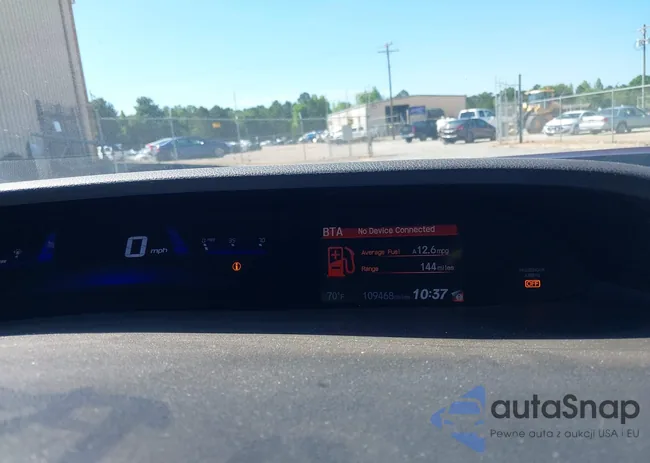 BTA No Device Connected
0 mph
Average Fuel A 12.6 mpg
Range 144 miles
70°F 109468 miles 10:37
OFF
autoSnap
Pewne auta z aukcji USA i EU